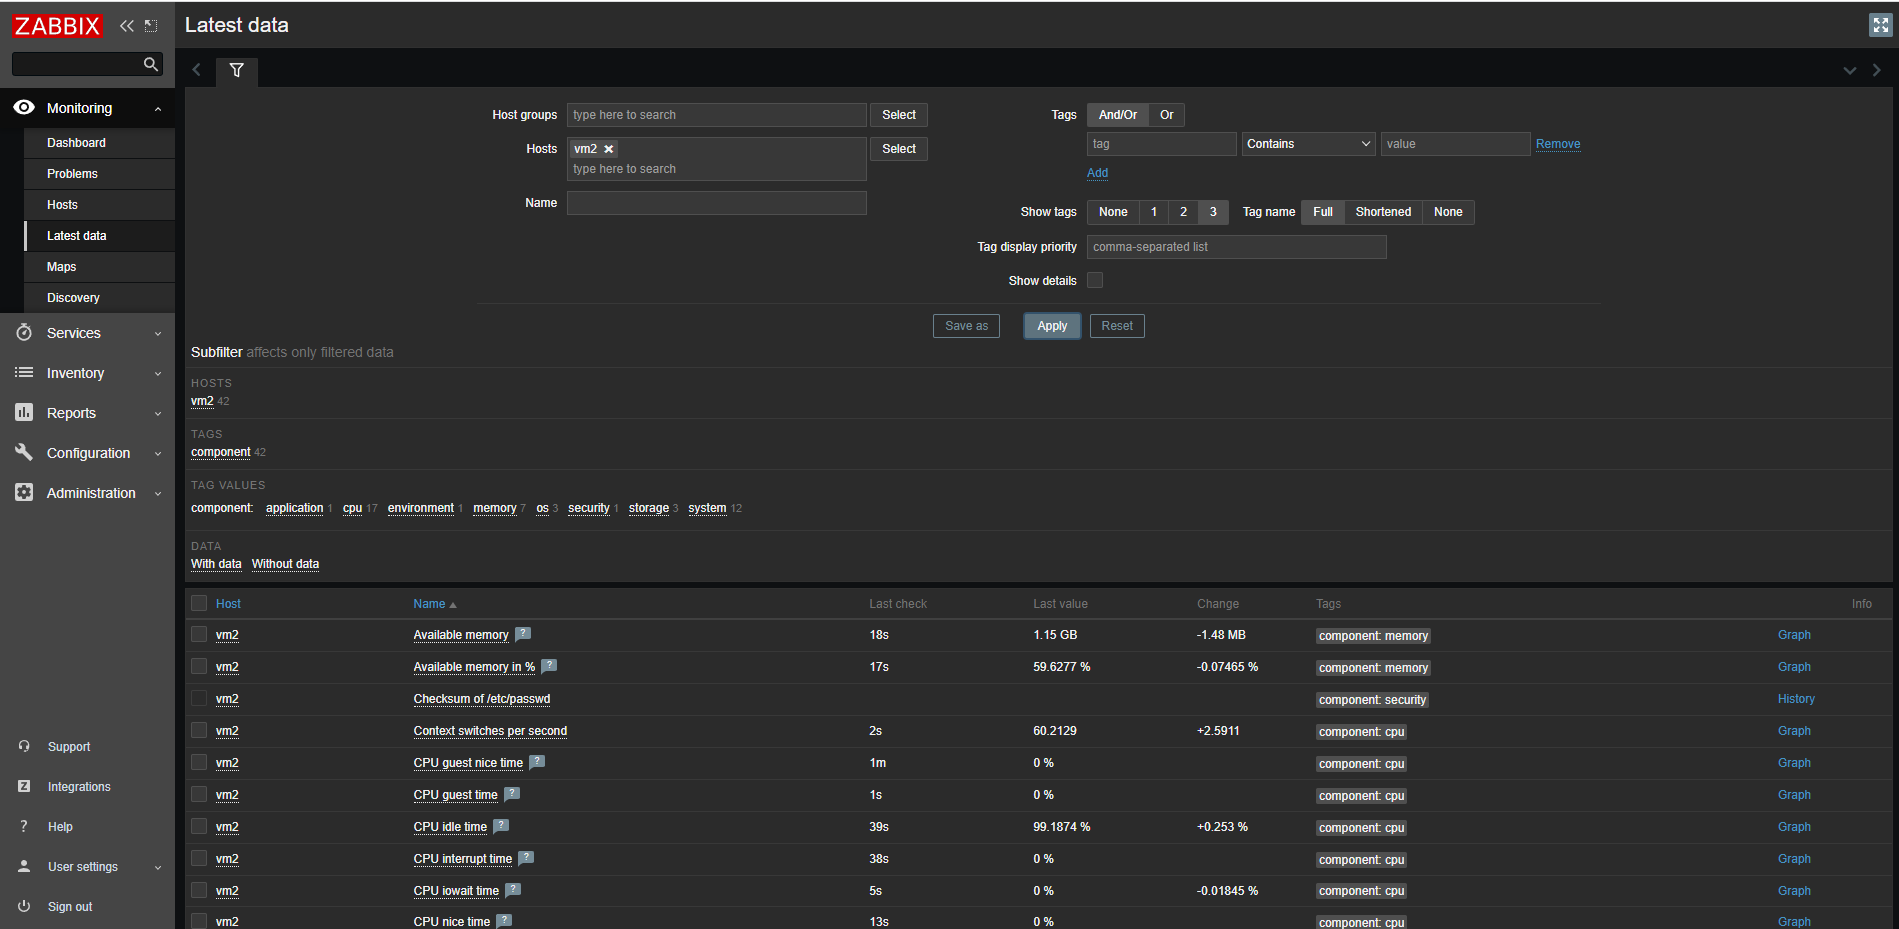 ZABBIX
Latest data
Monitoring
Dashboard
Problems
Hosts
Latest data
Maps
Discovery
Services
Inventory
Reports
Configuration
Administration
Support
Z Integrations
? Help
User settings
Sign out
Host groups type here to search Select
Hosts vm2 type here to search Select
Name
Tags And/Or Or
tag Contains value Remove
Add
Show tags None 1 2 3 Tag name Full Shortened None
Tag display priority comma-separated list
Show details
Save as Apply Reset
Subfilter affects only filtered data
HOSTS
vm2 42
TAGS
component 42
TAG VALUES
component: application 1 cpu 17 environment 1 memory 7 os 3 security 1 storage 3 system 12
DATA
With data Without data
Host Name Last check Last value Change Tags Info
vm2 Available memory ? 18s 1.15 GB -1.48 MB component: memory Graph
vm2 Available memory in % ? 17s 59.6277 % -0.07465 % component: memory Graph
vm2 Checksum of /etc/passwd component: security History
vm2 Context switches per second 2s 60.2129 +2.5911 component: cpu Graph
vm2 CPU guest nice time ? 1m 0 % component: cpu Graph
vm2 CPU guest time ? 1s 0 % component: cpu Graph
vm2 CPU idle time ? 39s 99.1874 % +0.253 % component: cpu Graph
vm2 CPU interrupt time ? 38s 0 % component: cpu Graph
vm2 CPU iowait time ? 5s 0 % -0.01845 % component: cpu Graph
vm2 CPU nice time ? 13s 0 % component: cpu Graph